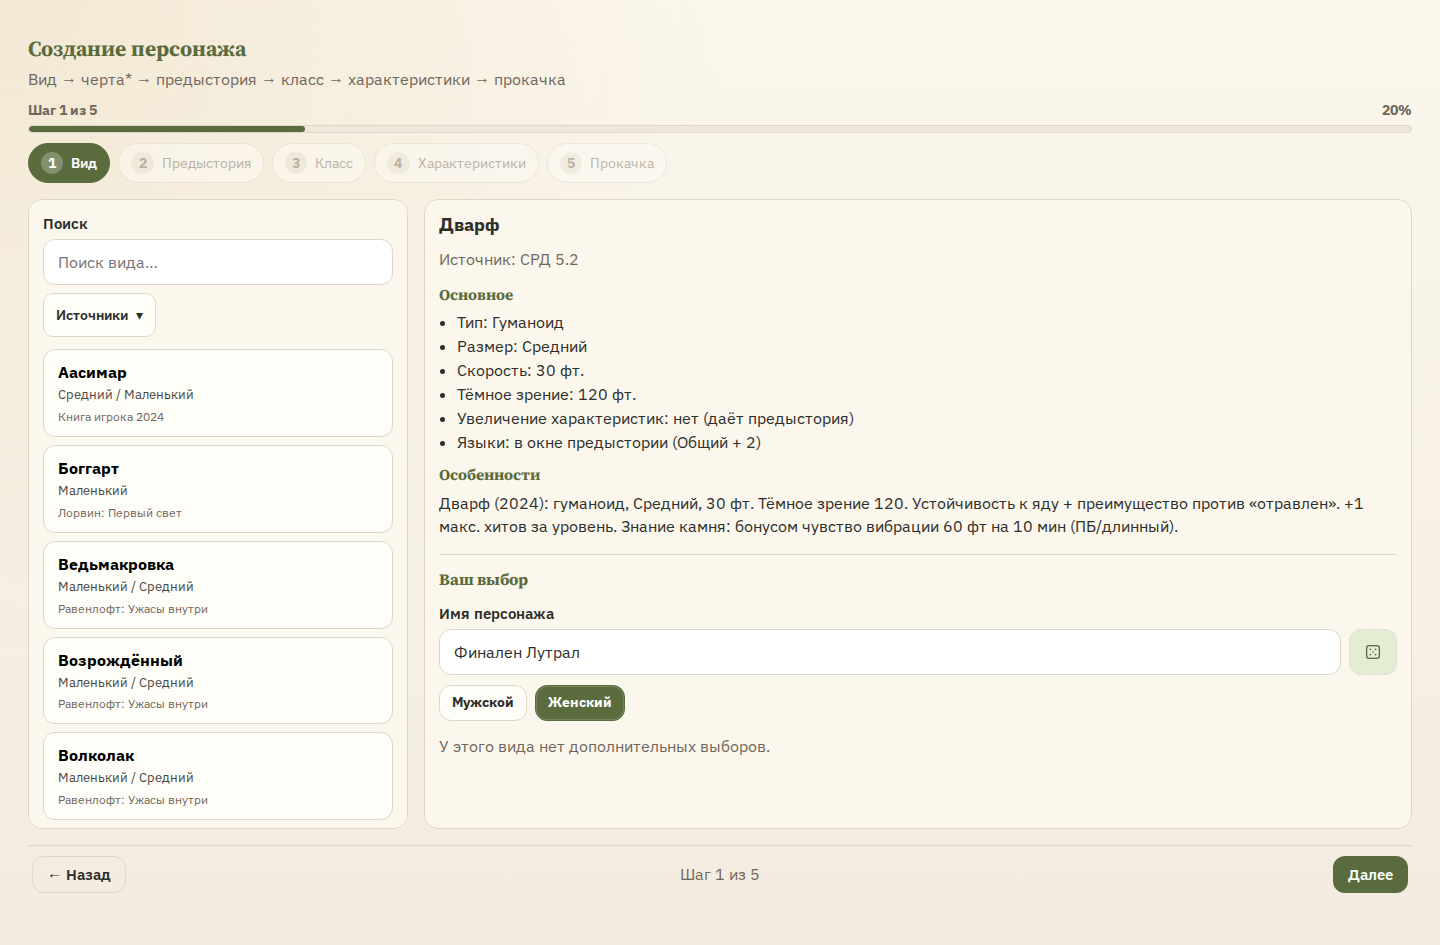 Создание персонажа
Вид → черта* → предыстория → класс → характеристики → прокачка
Шаг 1 из 5
20%
1 Вид
2 Предыстория
3 Класс
4 Характеристики
5 Прокачка
Поиск
Поиск вида...
Источники ▾
Аасимар
Средний / Маленький
Книга игрока 2024
Боггарт
Маленький
Лорвин: Первый свет
Ведьмакровка
Маленький / Средний
Равенлофт: Ужасы внутри
Возрождённый
Маленький / Средний
Равенлофт: Ужасы внутри
Волколак
Маленький / Средний
Равенлофт: Ужасы внутри
Дварф
Источник: СРД 5.2
Основное
• Тип: Гуманоид
• Размер: Средний
• Скорость: 30 фт.
• Тёмное зрение: 120 фт.
• Увеличение характеристик: нет (даёт предыстория)
• Языки: в окне предыстории (Общий + 2)
Особенности
Дварф (2024): гуманоид, Средний, 30 фт. Тёмное зрение 120. Устойчивость к яду + преимущество против «отравлен». +1
макс. хитов за уровень. Знание камня: бонусом чувство вибрации 60 фт на 10 мин (ПБ/длинный).
Ваш выбор
Имя персонажа
Финален Лутрал
Мужской
Женский
У этого вида нет дополнительных выборов.
← Назад
Шаг 1 из 5
Далее